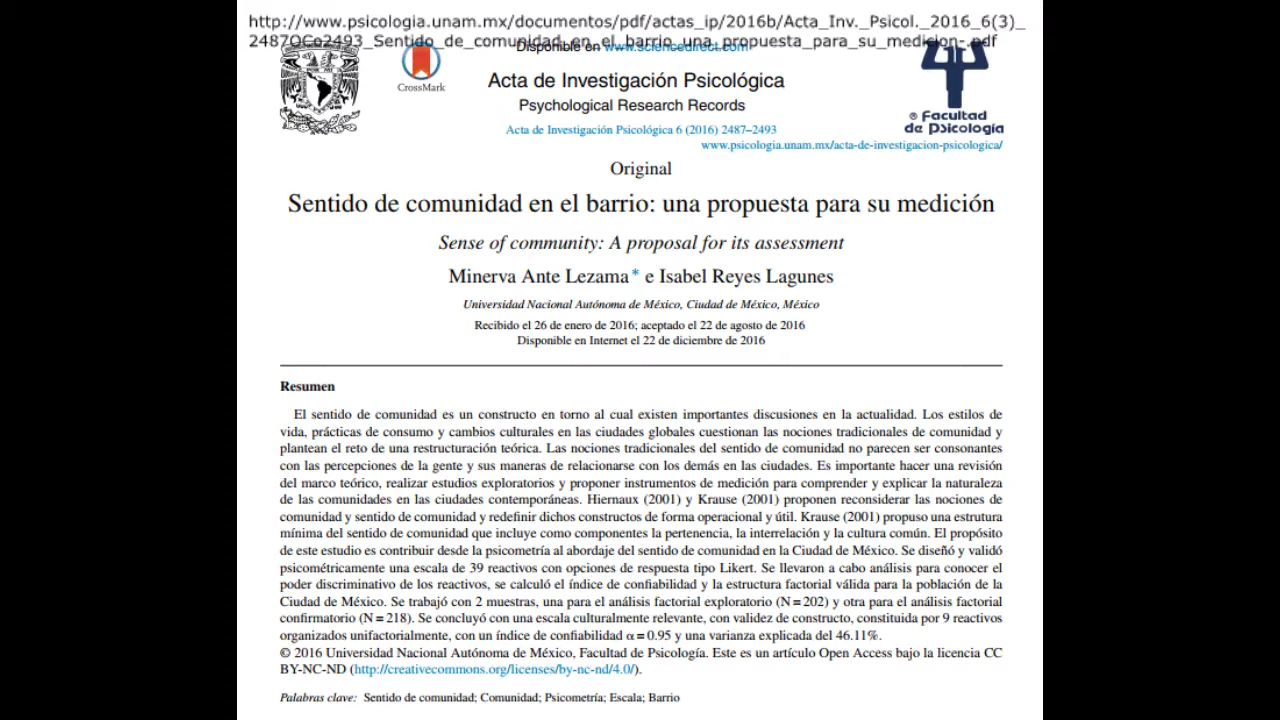 http://www.psicologia.unam.mx/documentos/pdf/actas_ip/2016b/Acta_Inv._Psicol._2016_6(3)_
2487OCo2493_Sentido_de_comunidad_en_el_barrio_una_propuesta_para_su_medicion-.pdf
Disponible en www.sciencedirect.com
CrossMark
Acta de Investigación Psicológica
Psychological Research Records
® Facultad
de Psicología
Acta de Investigación Psicológica 6 (2016) 2487–2493
www.psicologia.unam.mx/acta-de-investigacion-psicologica/
Original
Sentido de comunidad en el barrio: una propuesta para su medición
Sense of community: A proposal for its assessment
Minerva Ante Lezama* e Isabel Reyes Lagunes
Universidad Nacional Autónoma de México, Ciudad de México, México
Recibido el 26 de enero de 2016; aceptado el 22 de agosto de 2016
Disponible en Internet el 22 de diciembre de 2016
Resumen
El sentido de comunidad es un constructo en torno al cual existen importantes discusiones en la actualidad. Los estilos de
vida, prácticas de consumo y cambios culturales en las ciudades globales cuestionan las nociones tradicionales de comunidad y
plantean el reto de una restructuración teórica. Las nociones tradicionales del sentido de comunidad no parecen ser consonantes
con las percepciones de la gente y sus maneras de relacionarse con los demás en las ciudades. Es importante hacer una revisión
del marco teórico, realizar estudios exploratorios y proponer instrumentos de medición para comprender y explicar la naturaleza
de las comunidades en las ciudades contemporáneas. Hiernaux (2001) y Krause (2001) proponen reconsiderar las nociones de
comunidad y sentido de comunidad y redefinir dichos constructos de forma operacional y útil. Krause (2001) propuso una estrutura
mínima del sentido de comunidad que incluye como componentes la pertenencia, la interrelación y la cultura común. El propósito
de este estudio es contribuir desde la psicometría al abordaje del sentido de comunidad en la Ciudad de México. Se diseñó y validó
psicométricamente una escala de 39 reactivos con opciones de respuesta tipo Likert. Se llevaron a cabo análisis para conocer el
poder discriminativo de los reactivos, se calculó el índice de confiabilidad y la estructura factorial válida para la población de la
Ciudad de México. Se trabajó con 2 muestras, una para el análisis factorial exploratorio (N = 202) y otra para el análisis factorial
confirmatorio (N = 218). Se concluyó con una escala culturalmente relevante, con validez de constructo, constituida por 9 reactivos
organizados unifactorialmente, con un índice de confiabilidad α = 0.95 y una varianza explicada del 46.11%.
© 2016 Universidad Nacional Autónoma de México, Facultad de Psicología. Este es un artículo Open Access bajo la licencia CC
BY-NC-ND (http://creativecommons.org/licenses/by-nc-nd/4.0/).
Palabras clave: Sentido de comunidad; Comunidad; Psicometría; Escala; Barrio